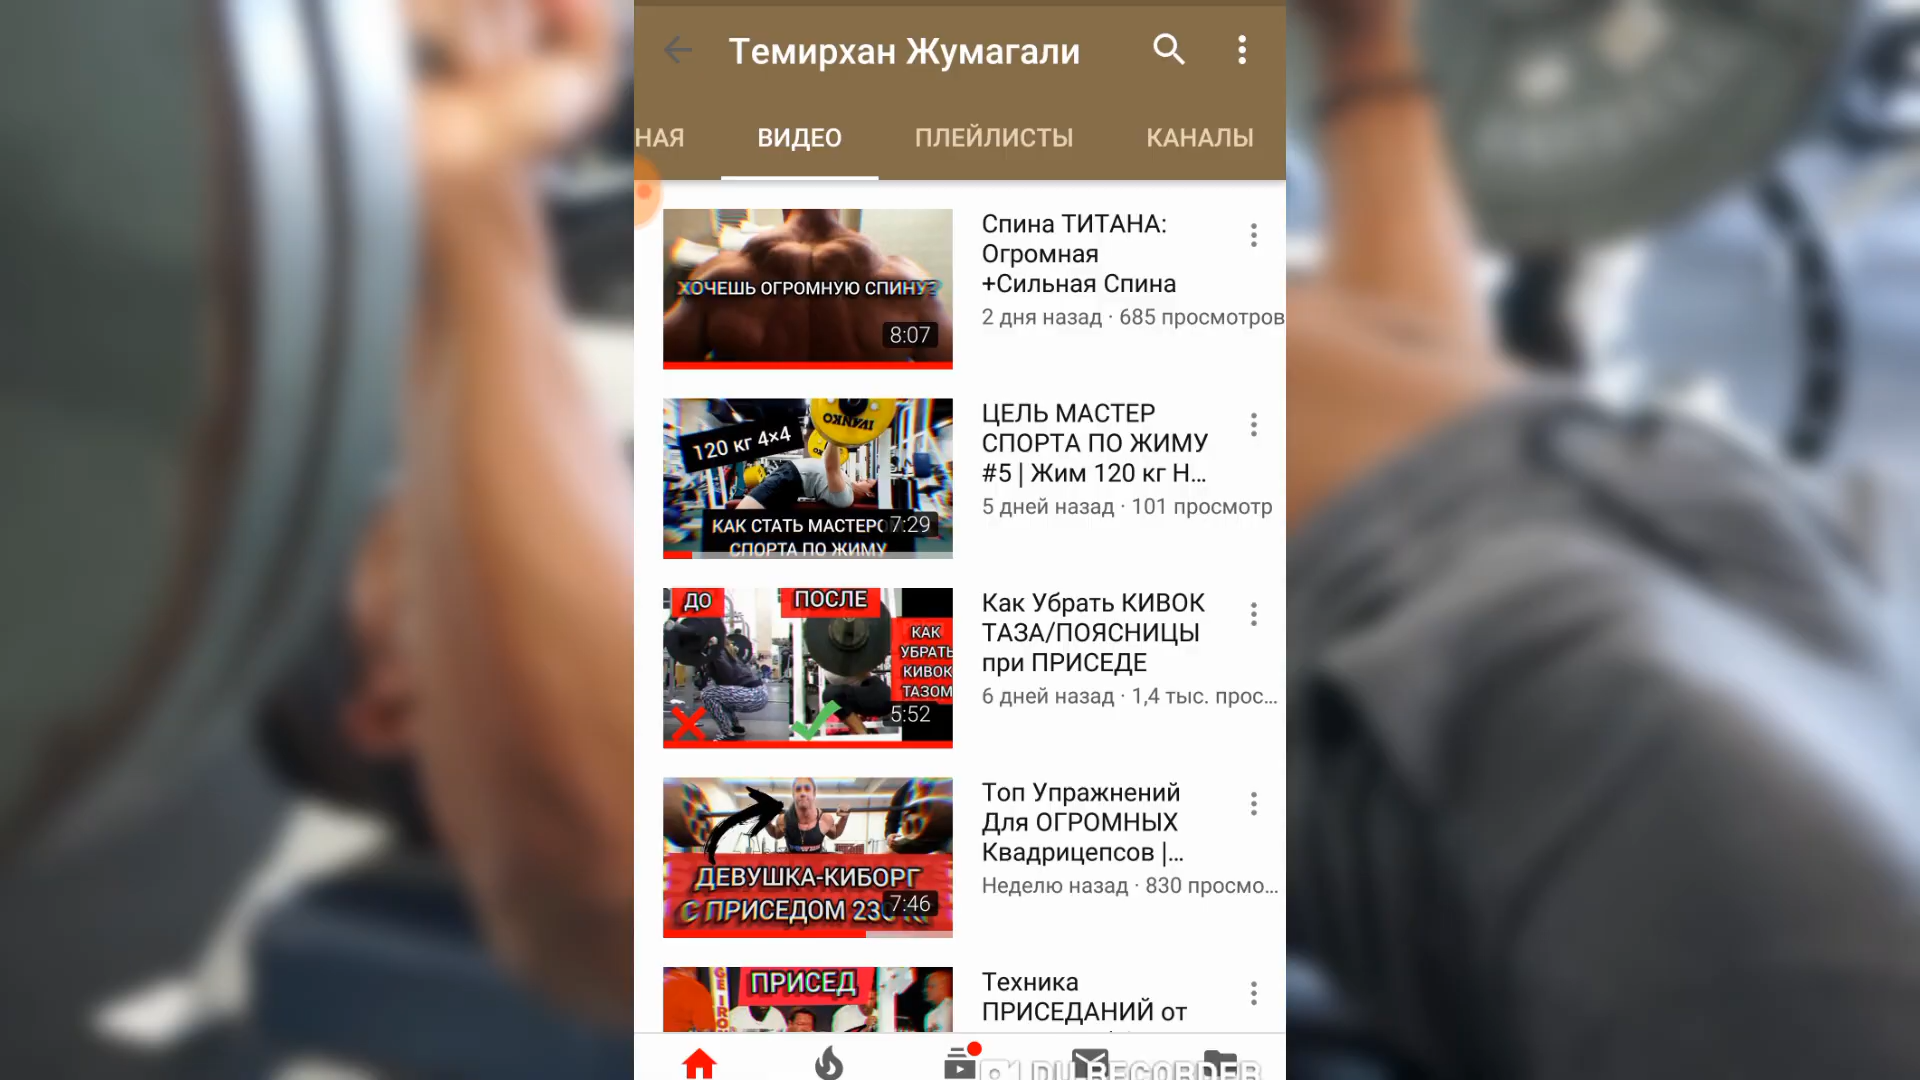 Темирхан Жумагали
НАЯ
ВИДЕО
ПЛЕЙЛИСТЫ
КАНАЛЫ
ХОЧЕШЬ ОГРОМНУЮ СПИНУ?
8:07
Спина ТИТАНА:
Огромная
+Сильная Спина
2 дня назад · 685 просмотров
IVANKO
120 кг 4×4
КАК СТАТЬ МАСТЕРО
7:29
СПОРТА ПО ЖИМУ
ЦЕЛЬ МАСТЕР
СПОРТА ПО ЖИМУ
#5 | Жим 120 кг Н...
5 дней назад · 101 просмотр
ДО
ПОСЛЕ
КАК
УБРАТЬ
КИВОК
ТАЗОМ
5:52
Как Убрать КИВОК
ТАЗА/ПОЯСНИЦЫ
при ПРИСЕДЕ
6 дней назад · 1,4 тыс. прос...
ДЕВУШКА-КИБОРГ
С ПРИСЕДОМ 230
7:46
Топ Упражнений
Для ОГРОМНЫХ
Квадрицепсов |...
Неделю назад · 830 просмо...
ПРИСЕД
Техника
ПРИСЕДАНИЙ от
DU RECORDER